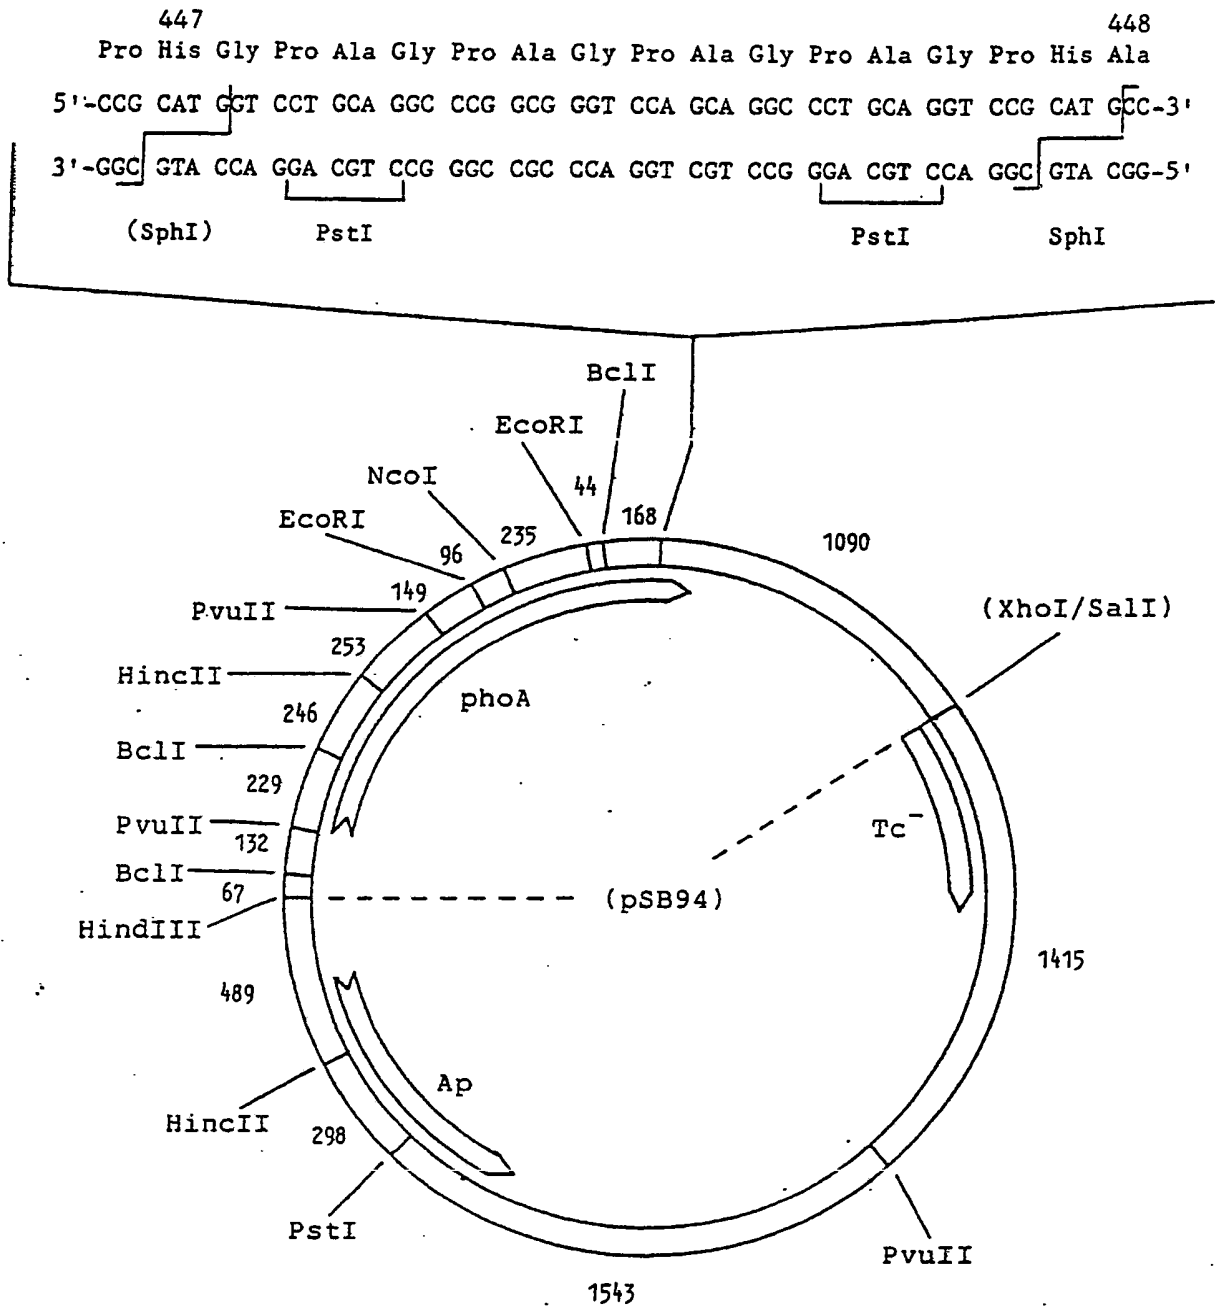 447 448
Pro His Gly Pro Ala Gly Pro Ala Gly Pro Ala Gly Pro Ala Gly Pro His Ala
5'-CCG CAT GGT CCT GCA GGC CCG GCG GGT CCA GCA GGC CCT GCA GGT CCG CAT GCC-3'
3'-GGC GTA CCA GGA CGT CCG GGC CGC CCA GGT CGT CCG GGA CGT CCA GGC GTA CGG-5'
(SphI) PstI PstI SphI
BclI
EcoRI
NcoI
44
EcoRI
168
235
1090
96
149
PvuII
(XhoI/SalI)
253
HincII
phoA
246
BclI
229
PvuII
Tc-
132
BclI
67
(pSB94)
HindIII
1415
489
Ap
HincII
298
PstI
PvuII
1543